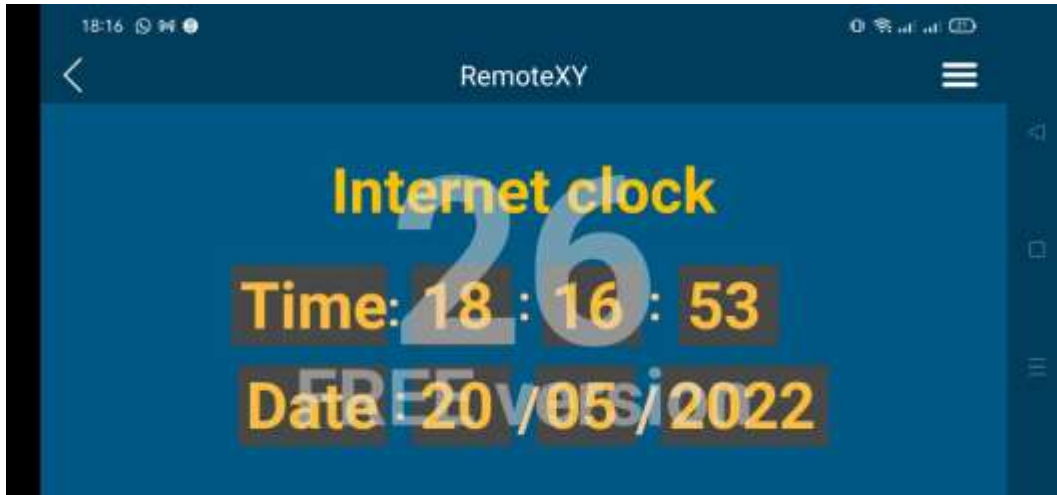 18:16
RemoteXY
Internet clock
26
Time: 18 : 16 : 53
FREE version
Date : 20 /05 / 2022